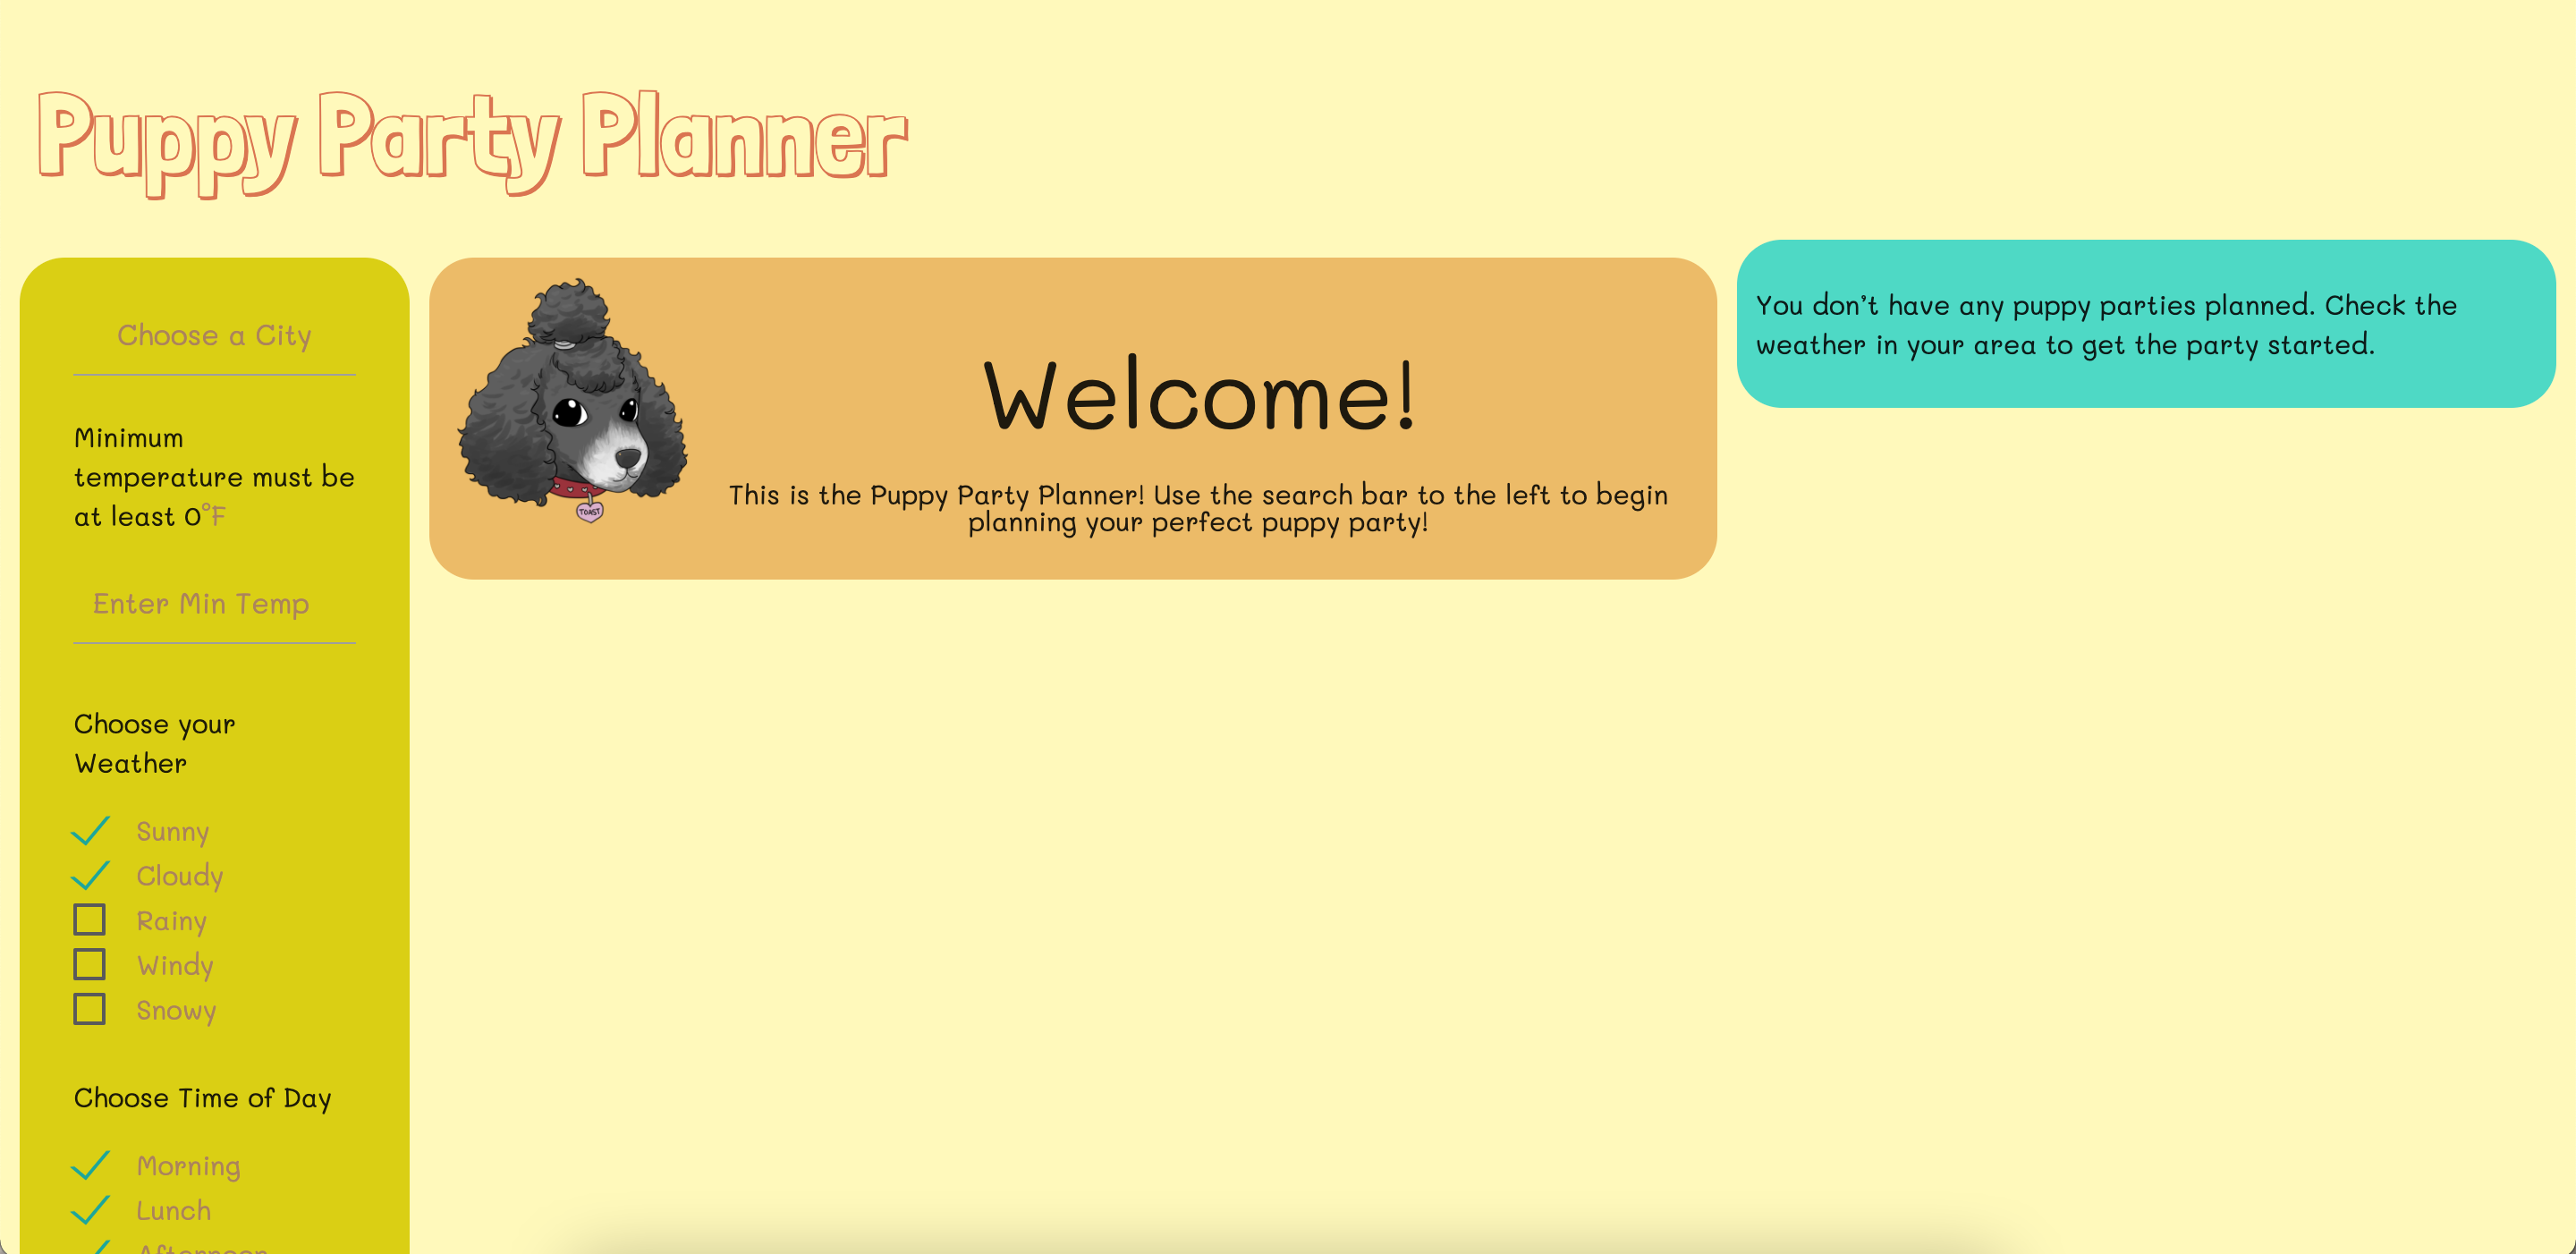 Puppy Party Planner
Choose a City
Minimum
temperature must be
at least 0°F
Enter Min Temp
Choose your
Weather
Sunny
Cloudy
Rainy
Windy
Snowy
Choose Time of Day
Morning
Lunch
Afternoon
TOAST
Welcome!
This is the Puppy Party Planner! Use the search bar to the left to begin
planning your perfect puppy party!
You don't have any puppy parties planned. Check the
weather in your area to get the party started.